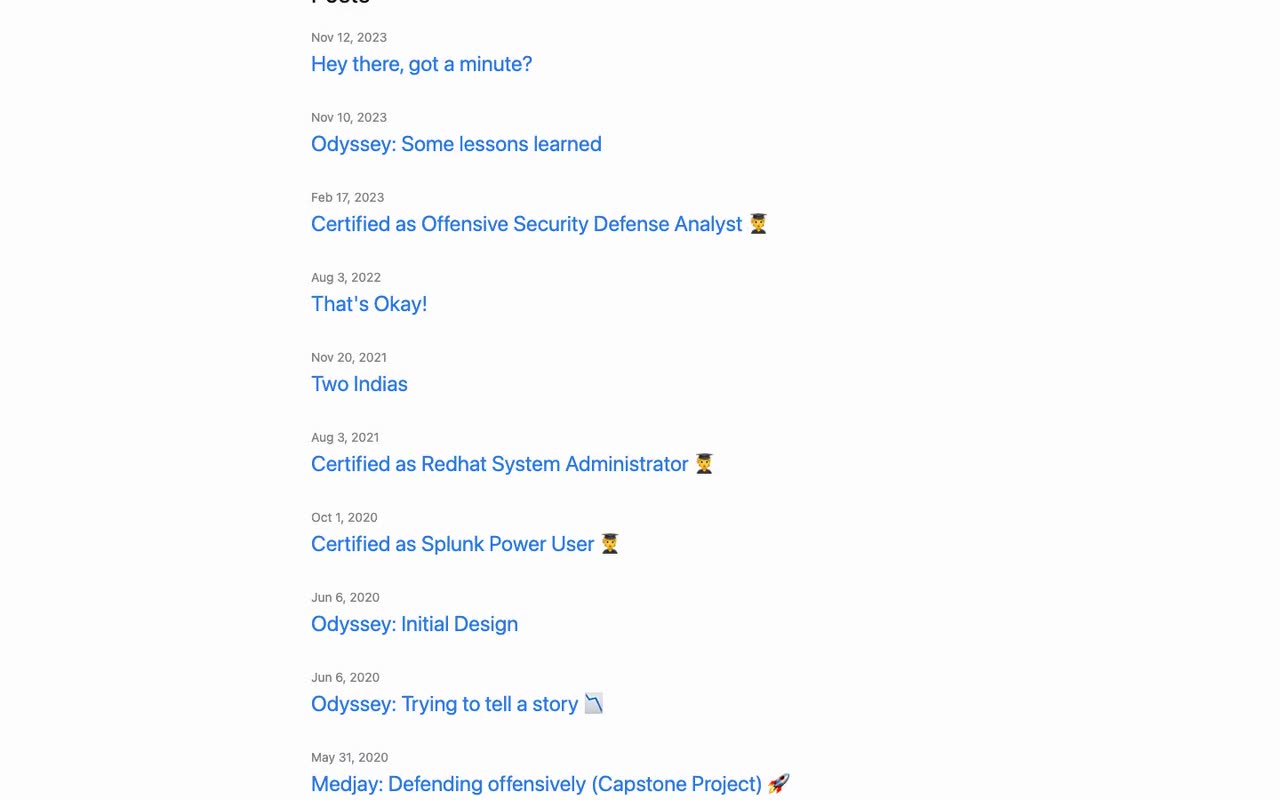 Posts
Nov 12, 2023
Hey there, got a minute?
Nov 10, 2023
Odyssey: Some lessons learned
Feb 17, 2023
Certified as Offensive Security Defense Analyst 👨‍🎓
Aug 3, 2022
That's Okay!
Nov 20, 2021
Two Indias
Aug 3, 2021
Certified as Redhat System Administrator 👨‍🎓
Oct 1, 2020
Certified as Splunk Power User 👨‍🎓
Jun 6, 2020
Odyssey: Initial Design
Jun 6, 2020
Odyssey: Trying to tell a story 📉
May 31, 2020
Medjay: Defending offensively (Capstone Project) 🚀